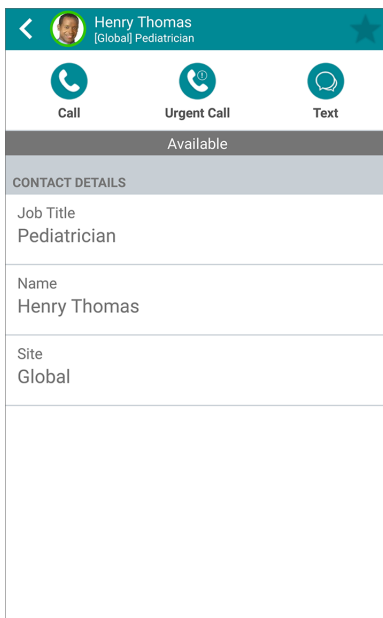 Henry Thomas
[Global] Pediatrician
Call
Urgent Call
Text
Available
CONTACT DETAILS
Job Title
Pediatrician
Name
Henry Thomas
Site
Global